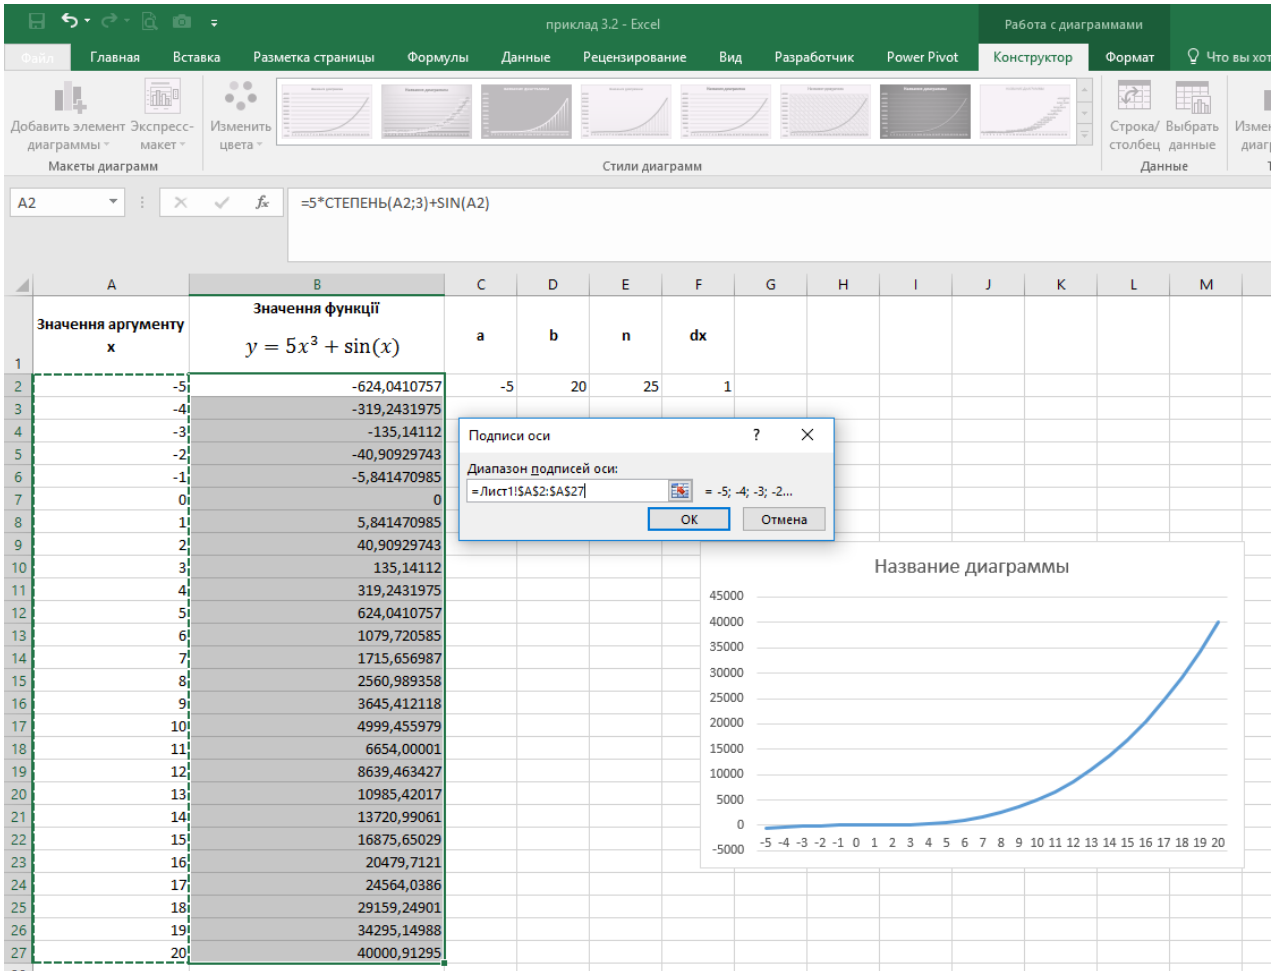 приклад 3.2 - Excel
Работа с диаграммами
Файл Главная Вставка Разметка страницы Формулы Данные Рецензирование Вид Разработчик Power Pivot Конструктор Формат Что вы хот
Добавить элемент диаграммы
Экспресс-макет
Изменить цвета
Строка/столбец
Выбрать данные
Макеты диаграмм
Стили диаграмм
Данные
A2
fx
=5*СТЕПЕНЬ(A2;3)+SIN(A2)
A B C D E F G H I J K L M
1 Значення аргументу x Значення функції y = 5x³ + sin(x) a b n dx
2 -5 -624,0410757 -5 20 25 1
3 -4 -319,2431975
4 -3 -135,14112
5 -2 -40,90929743
6 -1 -5,841470985
7 0 0
8 1 5,841470985
9 2 40,90929743
10 3 135,14112
11 4 319,2431975
12 5 624,0410757
13 6 1079,720585
14 7 1715,656987
15 8 2560,989358
16 9 3645,412118
17 10 4999,455979
18 11 6654,00001
19 12 8639,463427
20 13 10985,42017
21 14 13720,99061
22 15 16875,65029
23 16 20479,7121
24 17 24564,0386
25 18 29159,24901
26 19 34295,14988
27 20 40000,91295
Подписи оси ?
Диапазон подписей оси:
=Лист1!$A$2:$A$27 = -5; -4; -3; -2...
ОК Отмена
Название диаграммы
45000
40000
35000
30000
25000
20000
15000
10000
5000
0
-5000
-5 -4 -3 -2 -1 0 1 2 3 4 5 6 7 8 9 10 11 12 13 14 15 16 17 18 19 20